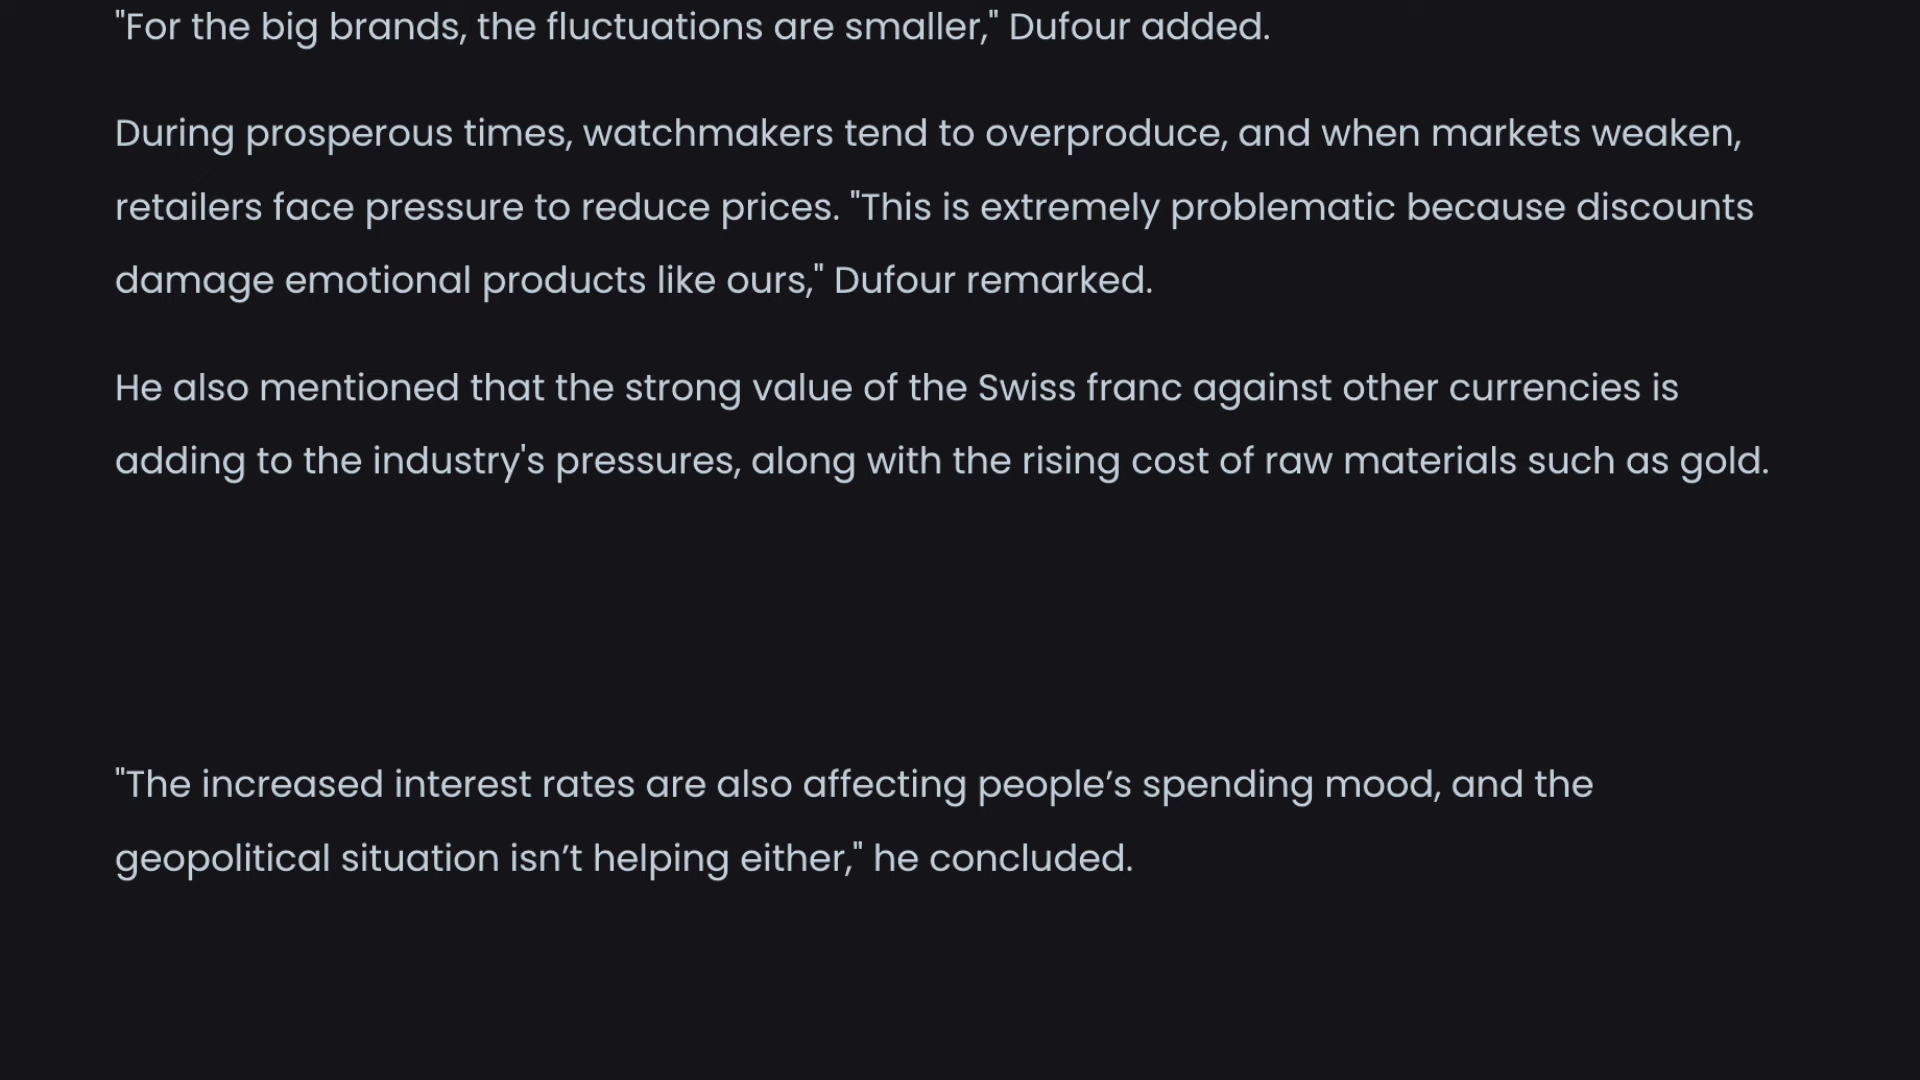 "For the big brands, the fluctuations are smaller," Dufour added.
During prosperous times, watchmakers tend to overproduce, and when markets weaken,
retailers face pressure to reduce prices. "This is extremely problematic because discounts
damage emotional products like ours," Dufour remarked.
He also mentioned that the strong value of the Swiss franc against other currencies is
adding to the industry's pressures, along with the rising cost of raw materials such as gold.
"The increased interest rates are also affecting people’s spending mood, and the
geopolitical situation isn’t helping either," he concluded.